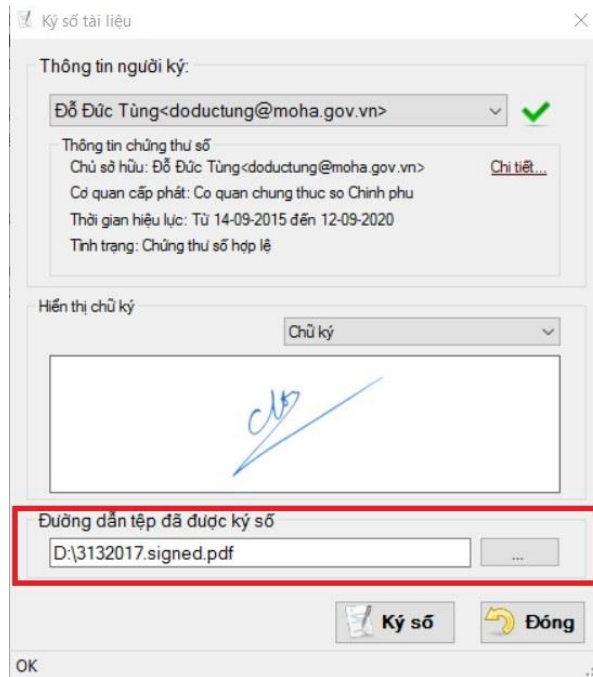 Ký số tài liệu
Thông tin người ký:
Đỗ Đức Tùng<doductung@moha.gov.vn>
Thông tin chứng thư số
Chủ sở hữu: Đỗ Đức Tùng<doductung@moha.gov.vn> Chi tiết...
Cơ quan cấp phát: Co quan chung thuc so Chinh phu
Thời gian hiệu lực: Từ 14-09-2015 đến 12-09-2020
Tình trạng: Chứng thư số hợp lệ
Hiển thị chữ ký
Chữ ký
Đường dẫn tệp đã được ký số
D:\3132017.signed.pdf ...
Ký số Đóng
OK